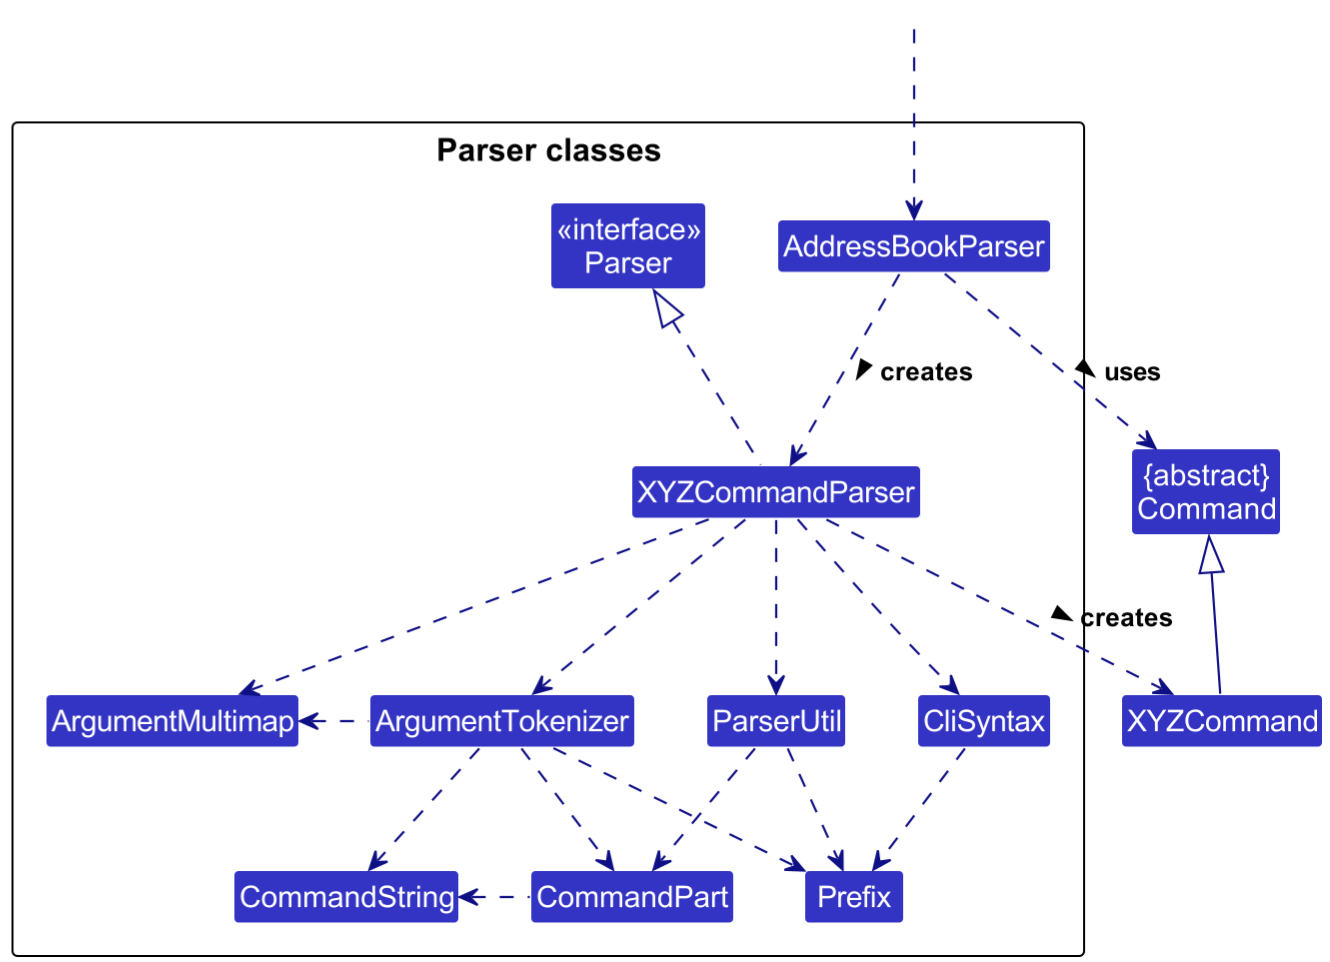 Parser classes
«interface»
Parser
AddressBookParser
creates
uses
XYZCommandParser
{abstract}
Command
creates
ArgumentMultimap
ArgumentTokenizer
ParserUtil
CliSyntax
XYZCommand
CommandString
CommandPart
Prefix